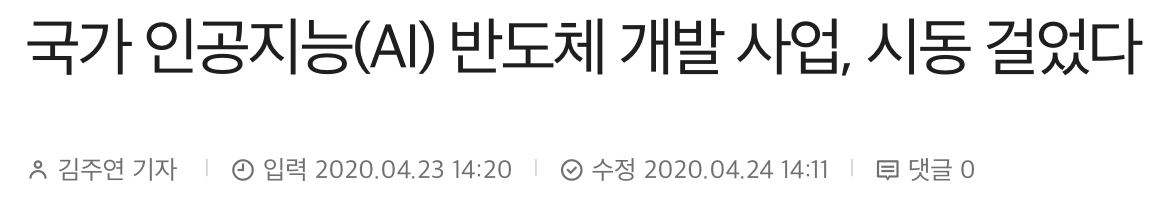 국가 인공지능(AI) 반도체 개발 사업, 시동 걸었다
김주연 기자 입력 2020.04.23 14:20 수정 2020.04.24 14:11 댓글 0